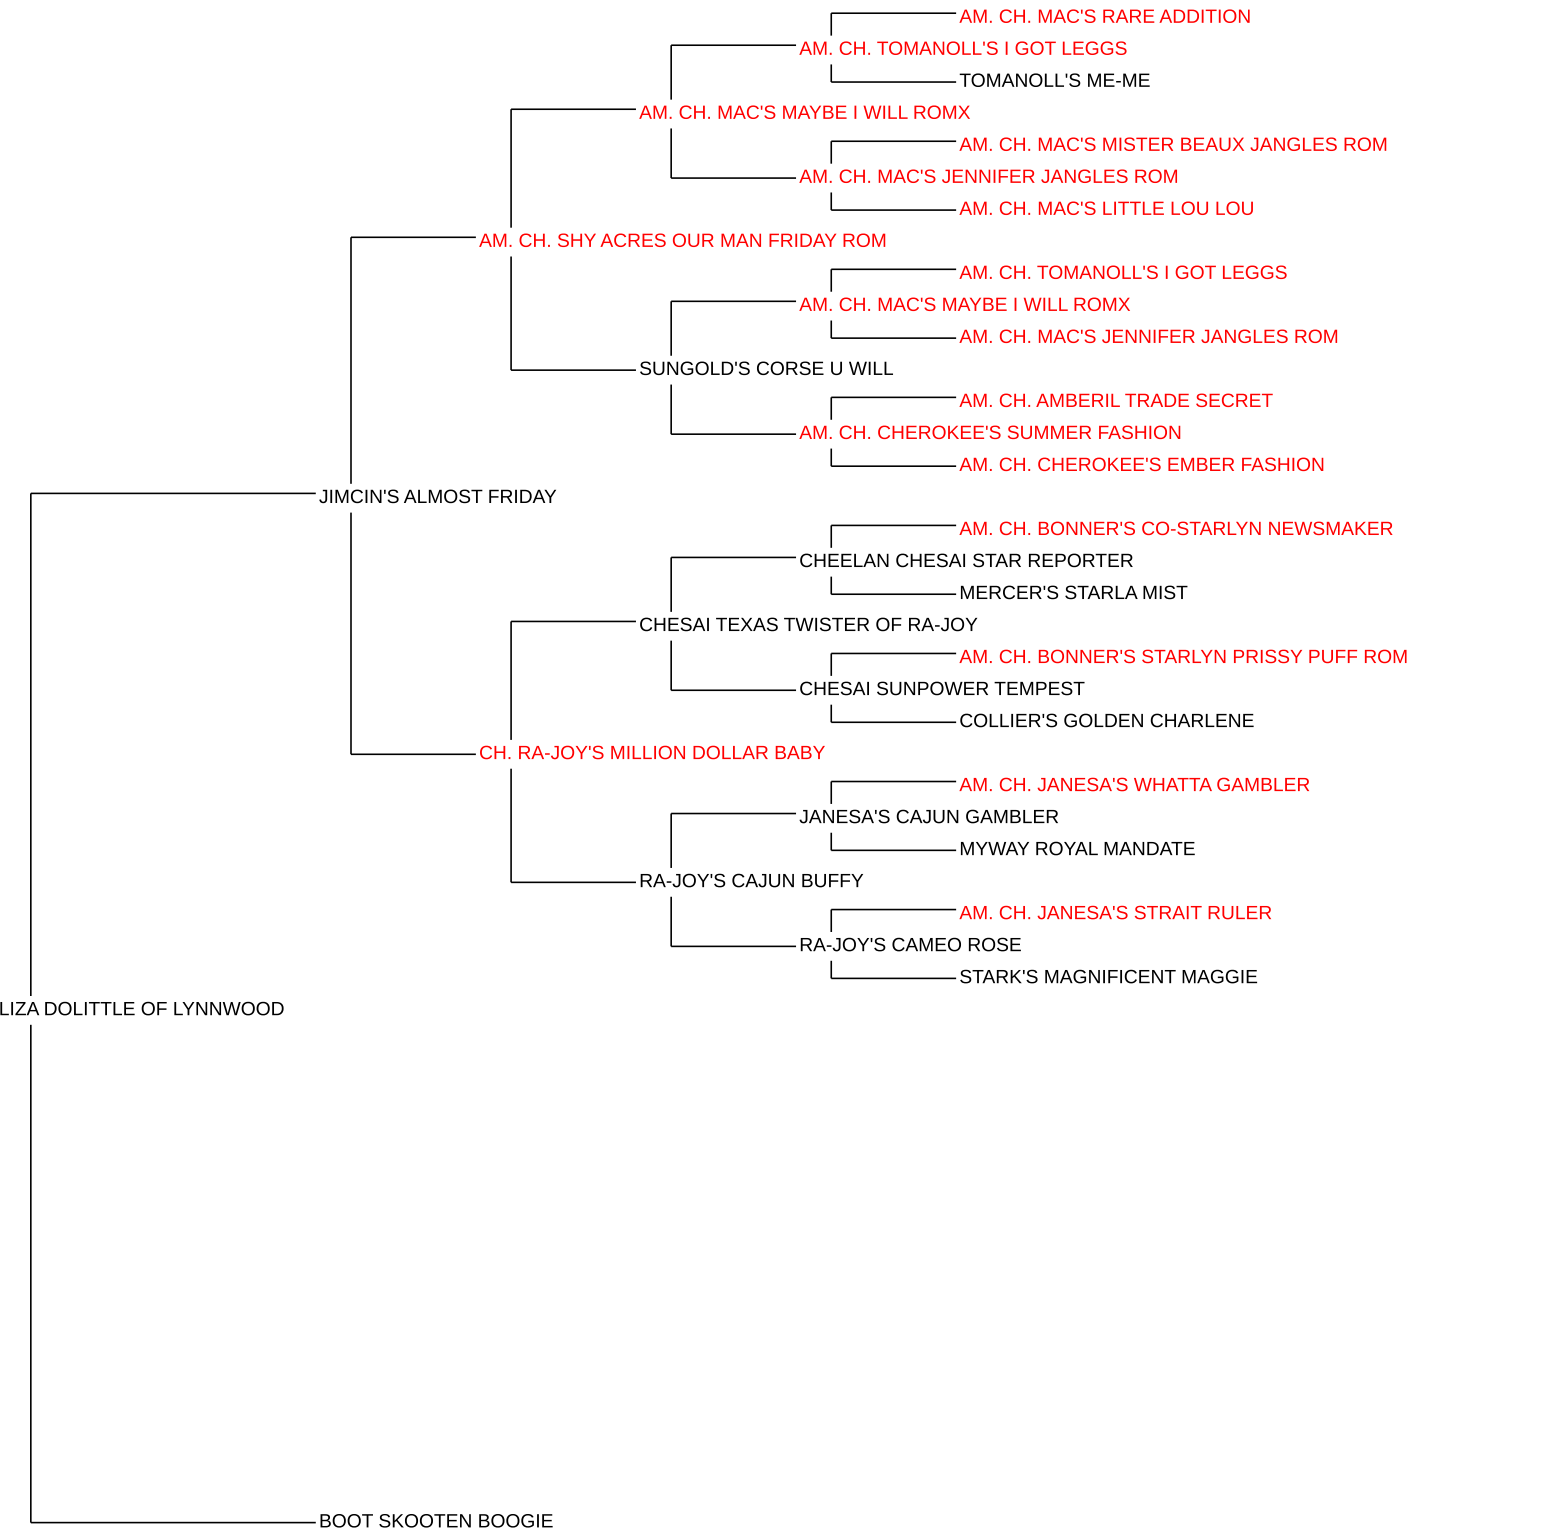 AM. CH. MAC'S RARE ADDITION
AM. CH. TOMANOLL'S I GOT LEGGS
TOMANOLL'S ME-ME
AM. CH. MAC'S MAYBE I WILL ROMX
AM. CH. MAC'S MISTER BEAUX JANGLES ROM
AM. CH. MAC'S JENNIFER JANGLES ROM
AM. CH. MAC'S LITTLE LOU LOU
AM. CH. SHY ACRES OUR MAN FRIDAY ROM
AM. CH. TOMANOLL'S I GOT LEGGS
AM. CH. MAC'S MAYBE I WILL ROMX
AM. CH. MAC'S JENNIFER JANGLES ROM
SUNGOLD'S CORSE U WILL
AM. CH. AMBERIL TRADE SECRET
AM. CH. CHEROKEE'S SUMMER FASHION
AM. CH. CHEROKEE'S EMBER FASHION
JIMCIN'S ALMOST FRIDAY
AM. CH. BONNER'S CO-STARLYN NEWSMAKER
CHEELAN CHESAI STAR REPORTER
MERCER'S STARLA MIST
CHESAI TEXAS TWISTER OF RA-JOY
AM. CH. BONNER'S STARLYN PRISSY PUFF ROM
CHESAI SUNPOWER TEMPEST
COLLIER'S GOLDEN CHARLENE
CH. RA-JOY'S MILLION DOLLAR BABY
AM. CH. JANESA'S WHATTA GAMBLER
JANESA'S CAJUN GAMBLER
MYWAY ROYAL MANDATE
RA-JOY'S CAJUN BUFFY
AM. CH. JANESA'S STRAIT RULER
RA-JOY'S CAMEO ROSE
STARK'S MAGNIFICENT MAGGIE
LIZA DOLITTLE OF LYNNWOOD
BOOT SKOOTEN BOOGIE